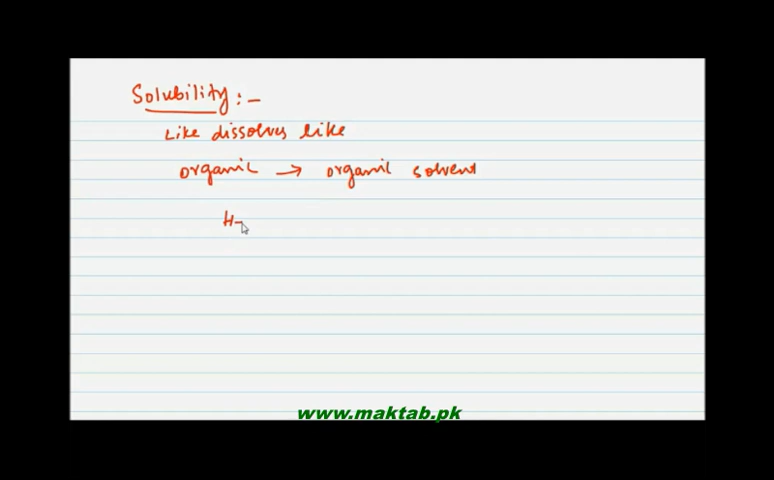 Solubility :-
Like dissolves like
organic → organic solvent
H-
www.maktab.pk